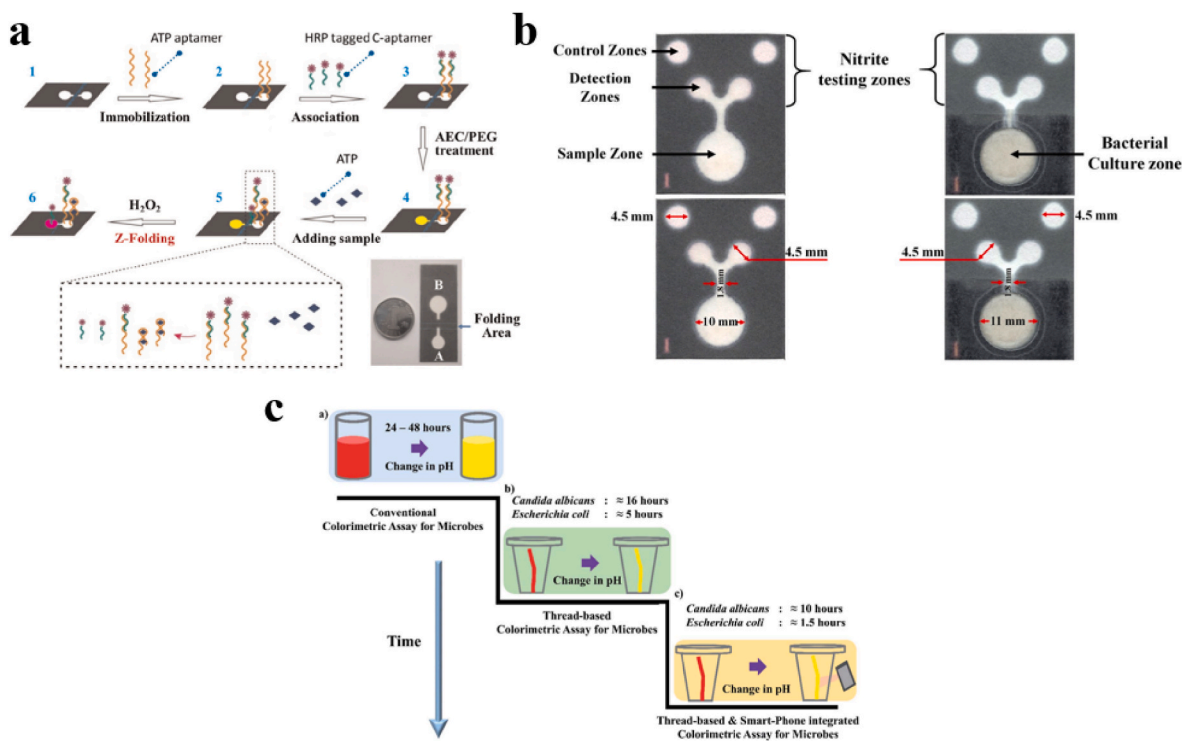 a
ATP aptamer
HRP tagged C-aptamer
1
2
3
Immobilization
Association
AEC/PEG
treatment
ATP
6
5
4
H₂O₂
Z-Folding
Adding sample
B
Folding
Area
A
b
Control Zones
Detection
Zones
Sample Zone
Nitrite
testing zones
Bacterial
Culture zone
4.5 mm
4.5 mm
1.8 mm
10 mm
4.5 mm
4.5 mm
1.8 mm
11 mm
c
a)
24 – 48 hours
Change in pH
Conventional
Colorimetric Assay for Microbes
b)
Candida albicans : ≈ 16 hours
Escherichia coli : ≈ 5 hours
Change in pH
Thread-based
Colorimetric Assay for Microbes
c)
Candida albicans : ≈ 10 hours
Escherichia coli : ≈ 1.5 hours
Change in pH
Thread-based & Smart-Phone integrated
Colorimetric Assay for Microbes
Time